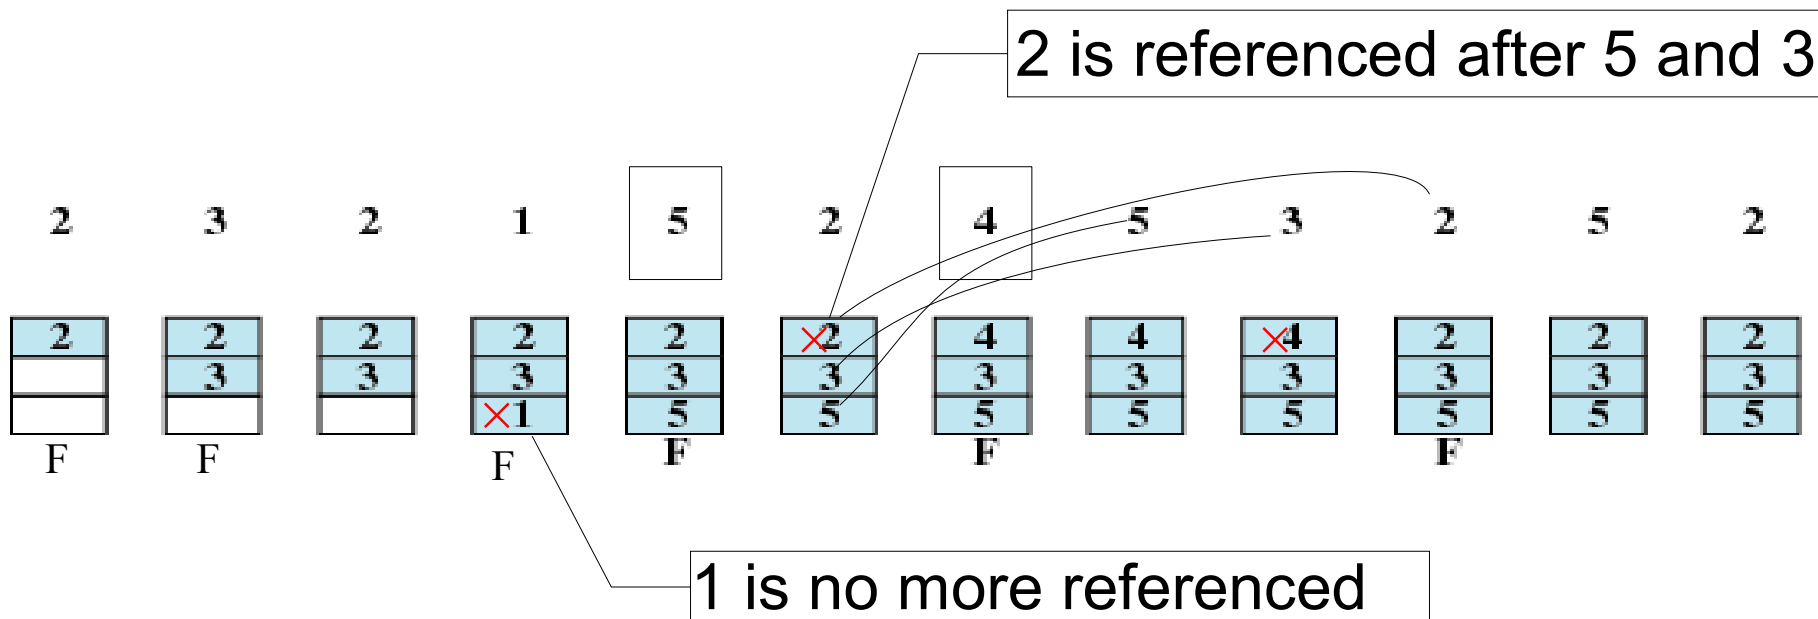 2 is referenced after 5 and 3
2 3 2 1 5 2 4 5 3 2 5 2
2 2 2 2 2 2 4 4 4 2 2 2
3 3 3 3 3 3 3 3 3 3 3
1 5 5 5 5 5 5 5 5
F F F F F F
1 is no more referenced